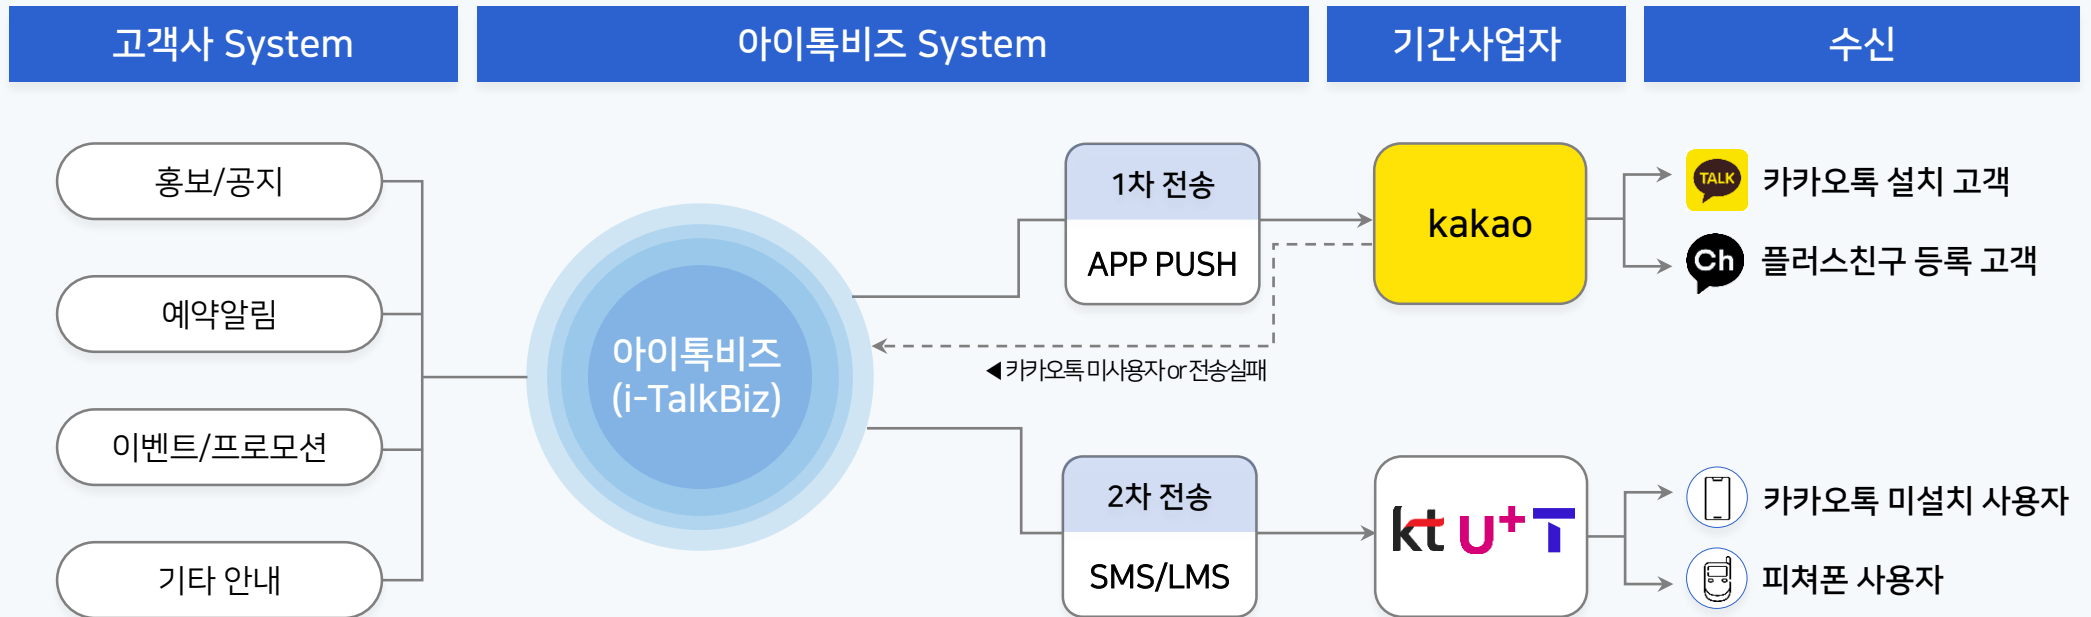 고객사 System
아이톡비즈 System
기간사업자
수신
홍보/공지
예약알림
이벤트/프로모션
기타 안내
아이톡비즈
(i-TalkBiz)
1차 전송
APP PUSH
◀ 카카오톡 미사용자 or 전송실패
2차 전송
SMS/LMS
kakao
kt U+ T
TALK 카카오톡 설치 고객
Ch 플러스친구 등록 고객
카카오톡 미설치 사용자
피쳐폰 사용자